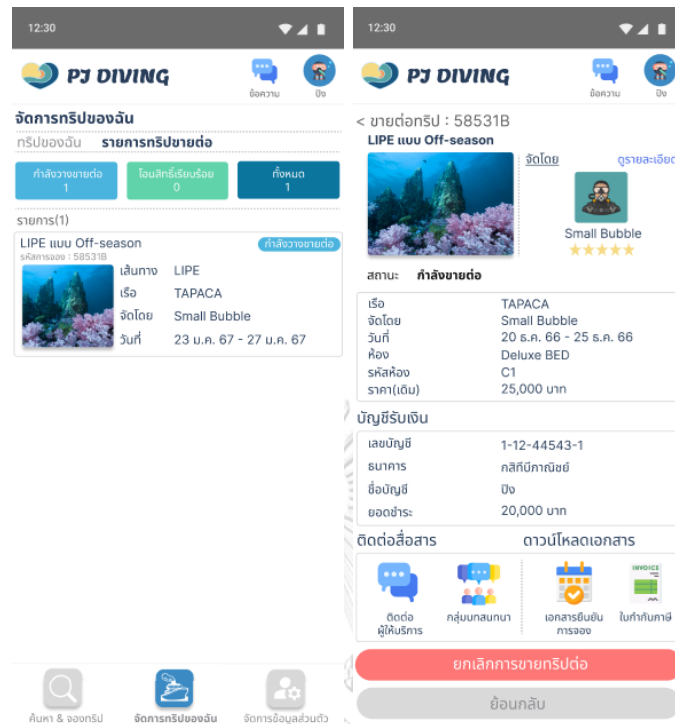 12:30
PJ DIVING
ข้อความ
ปิง
จัดการทริปของฉัน
ทริปของฉัน รายการทริปขายต่อ
กำลังวางขายต่อ
1
โอนสิทธิ์เรียบร้อย
0
ทั้งหมด
1
รายการ(1)
LIPE แบบ Off-season
กำลังวางขายต่อ
รหัสการจอง : 58531B
เส้นทาง LIPE
เรือ TAPACA
จัดโดย Small Bubble
วันที่ 23 ม.ค. 67 - 27 ม.ค. 67
ค้นหา & จองทริป
จัดการทริปของฉัน
จัดการข้อมูลส่วนตัว
12:30
PJ DIVING
ข้อความ
ปิง
< ขายต่อทริป : 58531B
LIPE แบบ Off-season
จัดโดย
ดูรายละเอียด
Small Bubble
สถานะ กำลังขายต่อ
เรือ TAPACA
จัดโดย Small Bubble
วันที่ 20 ธ.ค. 66 - 25 ธ.ค. 66
ห้อง Deluxe BED
รหัสห้อง C1
ราคา(เดิม) 25,000 บาท
บัญชีรับเงิน
เลขบัญชี 1-12-44543-1
ธนาคาร กสิทีบีภาณิชย์
ชื่อบัญชี ปิง
ยอดชำระ 20,000 บาท
ติดต่อสื่อสาร
ดาวน์โหลดเอกสาร
INVOICE
ติดต่อ
ผู้ให้บริการ
กลุ่มบทสนทนา
เอกสารยืนยัน
การจอง
ใบกำกับภาษี
ยกเลิกการขายทริปต่อ
ย้อนกลับ